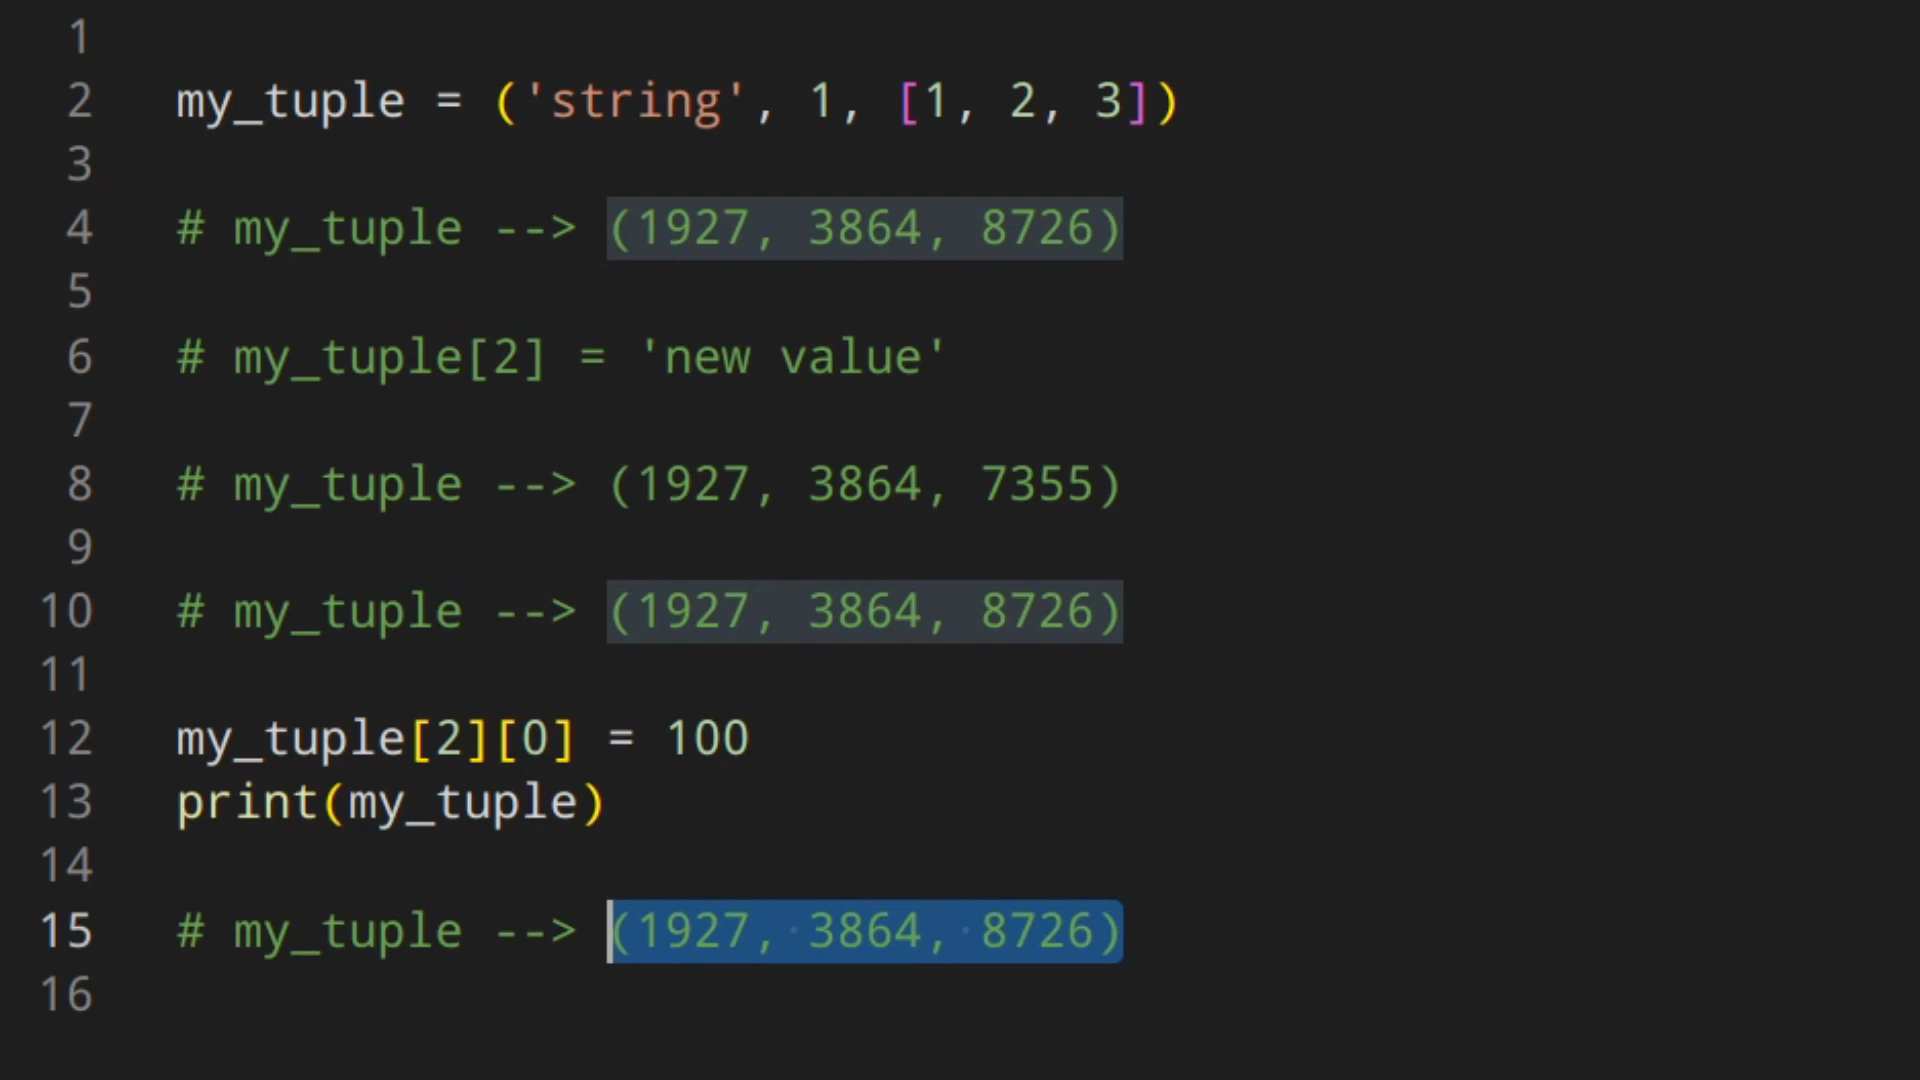 1
2 my_tuple = ('string', 1, [1, 2, 3])
3
4 # my_tuple --> (1927, 3864, 8726)
5
6 # my_tuple[2] = 'new value'
7
8 # my_tuple --> (1927, 3864, 7355)
9
10 # my_tuple --> (1927, 3864, 8726)
11
12 my_tuple[2][0] = 100
13 print(my_tuple)
14
15 # my_tuple --> (1927, 3864, 8726)
16